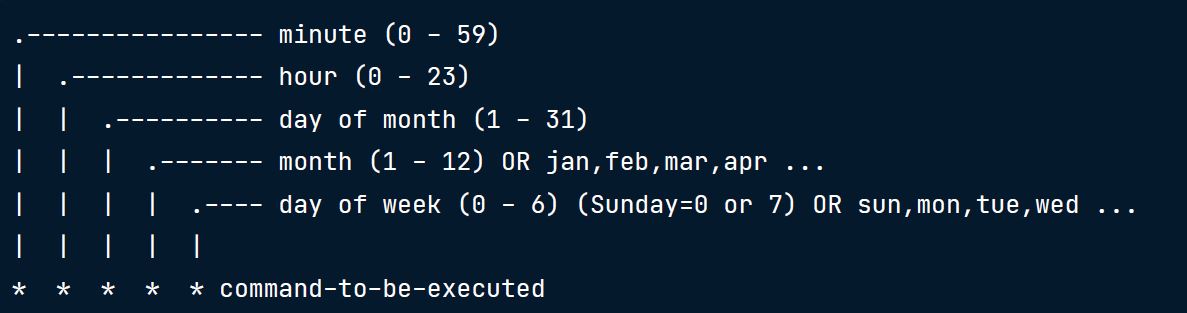 .---------------- minute (0 - 59)
|  .------------- hour (0 - 23)
|  |  .---------- day of month (1 - 31)
|  |  |  .------- month (1 - 12) OR jan,feb,mar,apr ...
|  |  |  |  .---- day of week (0 - 6) (Sunday=0 or 7) OR sun,mon,tue,wed ...
|  |  |  |  |
*  *  *  *  * command-to-be-executed